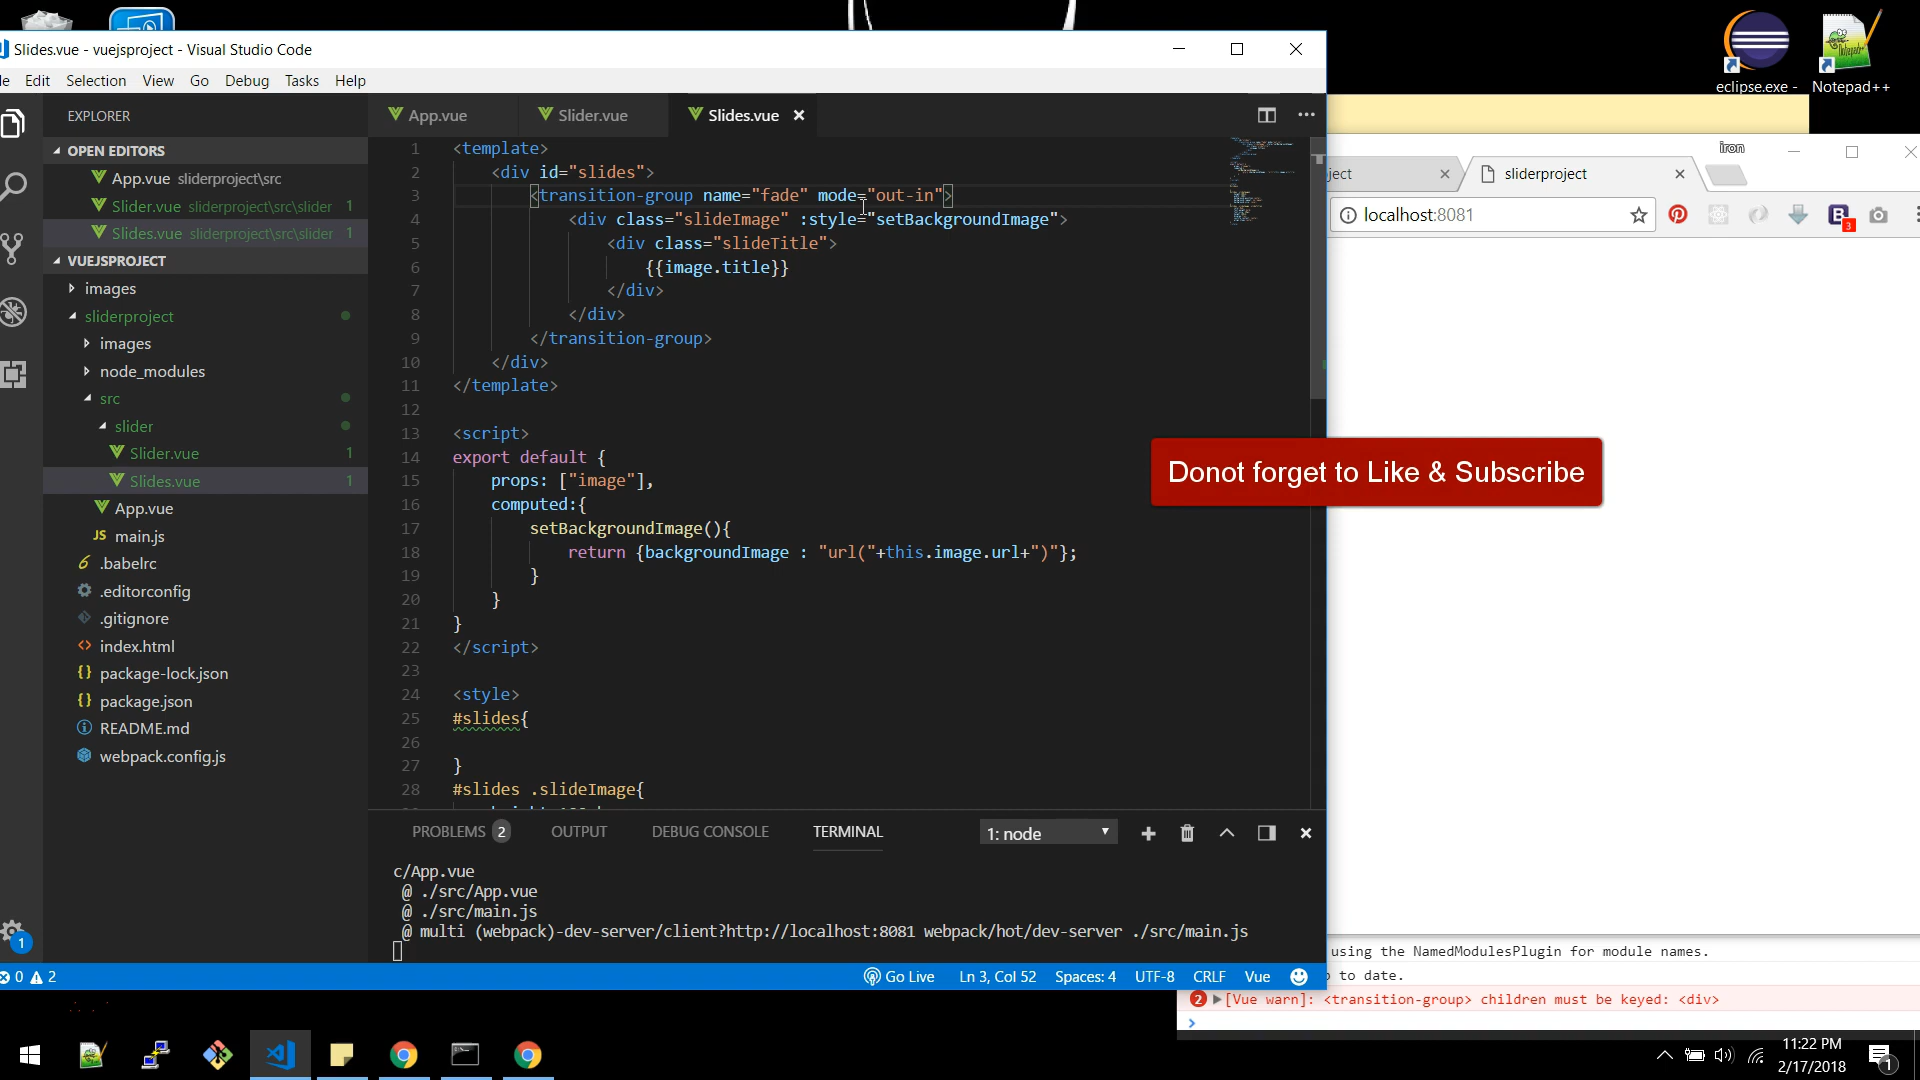 eclipse.exe -
Notepad++
Slides.vue - vuejsproject - Visual Studio Code
Edit Selection View Go Debug Tasks Help
EXPLORER
OPEN EDITORS
App.vue sliderproject\src
Slider.vue sliderproject\src\slider 1
Slides.vue sliderproject\src\slider 1
VUEJSPROJECT
images
sliderproject
images
node_modules
src
slider
Slider.vue 1
Slides.vue 1
App.vue
JS main.js
.babelrc
.editorconfig
.gitignore
index.html
package-lock.json
package.json
README.md
webpack.config.js
App.vue Slider.vue Slides.vue
1 <template>
2 <div id="slides">
3 <transition-group name="fade" mode="out-in">
4 <div class="slideImage" :style="setBackgroundImage">
5 <div class="slideTitle">
6 {{image.title}}
7 </div>
8 </div>
9 </transition-group>
10 </div>
11 </template>
12
13 <script>
14 export default {
15 props: ["image"],
16 computed:{
17 setBackgroundImage(){
18 return {backgroundImage : "url("+this.image.url+")"};
19 }
20 }
21 }
22 </script>
23
24 <style>
25 #slides{
26
27 }
28 #slides .slideImage{
PROBLEMS 2 OUTPUT DEBUG CONSOLE TERMINAL 1: node
c/App.vue
@ ./src/App.vue
@ ./src/main.js
@ multi (webpack)-dev-server/client?http://localhost:8081 webpack/hot/dev-server ./src/main.js
1
0 2 Go Live Ln 3, Col 52 Spaces: 4 UTF-8 CRLF Vue
iron
ject sliderproject
localhost:8081
3
Donot forget to Like & Subscribe
using the NamedModulesPlugin for module names.
to date.
2 [Vue warn]: <transition-group> children must be keyed: <div>
11:22 PM
2/17/2018
1